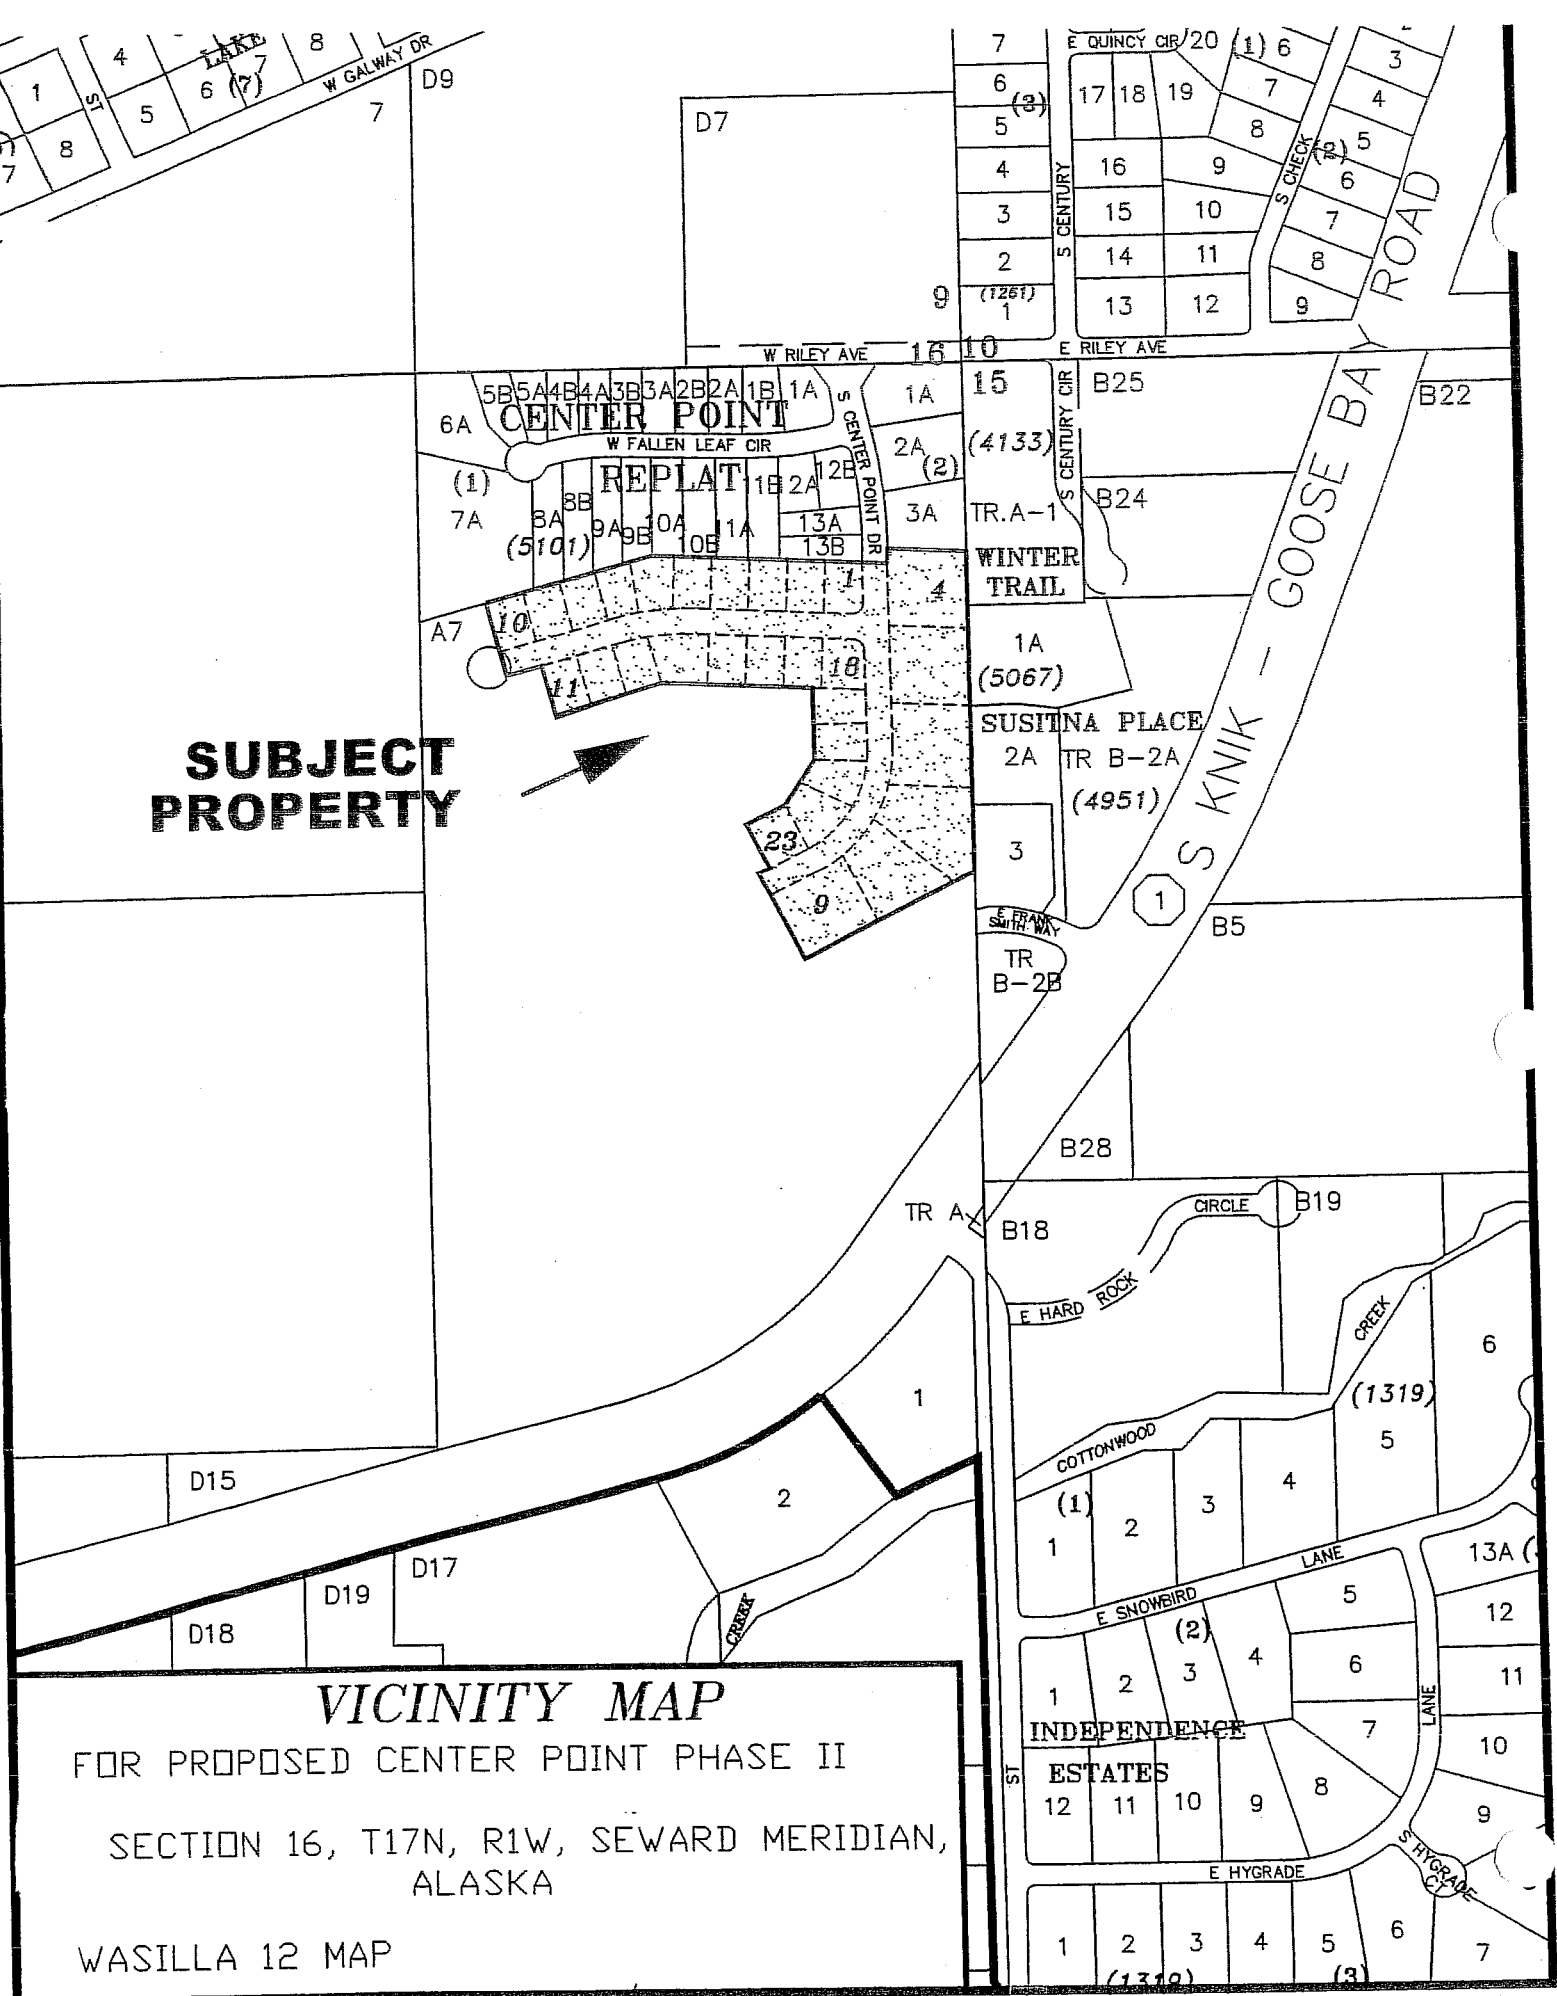 LAKE
4
8
7
6
(7)
1
5
ST
8
7
W GALWAY DR
7
D9
D7
7
6
(3)
5
4
3
2
(1261)
1
9
E QUINCY CIR
20
(1)
6
17
18
19
7
8
16
9
15
10
14
11
13
12
S CENTURY
S CHECK
3
4
5
6
7
8
9
W RILEY AVE
16
10
E RILEY AVE
15
5B
5A
4B
4A
3B
3A
2B
2A
1B
1A
6A
CENTER POINT
W FALLEN LEAF CIR
REPLAT
(1)
7A
8A
8B
9A
9B
10A
10B
11A
11B
12A
12B
13A
13B
(5101)
S CENTER POINT DR
1A
2A
(2)
3A
(4133)
TR.A-1
WINTER
TRAIL
S CENTURY CIR
B25
B24
B22
S KNIK - GOOSE BAY ROAD
A7
10
1
4
11
18
23
9
1A
(5067)
SUSITNA PLACE
2A
TR B-2A
(4951)
3
E FRANK
SMITH WAY
1
B5
TR
B-2B
SUBJECT
PROPERTY
B28
TR A
B18
CIRCLE
B19
E HARD ROCK
CREEK
6
(1319)
5
COTTONWOOD
1
2
D15
D17
D19
D18
CREEK
(1)
1
2
3
4
LANE
E SNOWBIRD
13A
12
11
10
9
(2)
1
2
3
4
5
6
7
8
9
10
11
12
INDEPENDENCE
ESTATES
LANE
ST
E HYGRADE
S HYGRADE
CT
1
2
3
4
5
6
7
(1319)
(3)
VICINITY MAP
FOR PROPOSED CENTER POINT PHASE II
SECTION 16, T17N, R1W, SEWARD MERIDIAN,
ALASKA
WASILLA 12 MAP